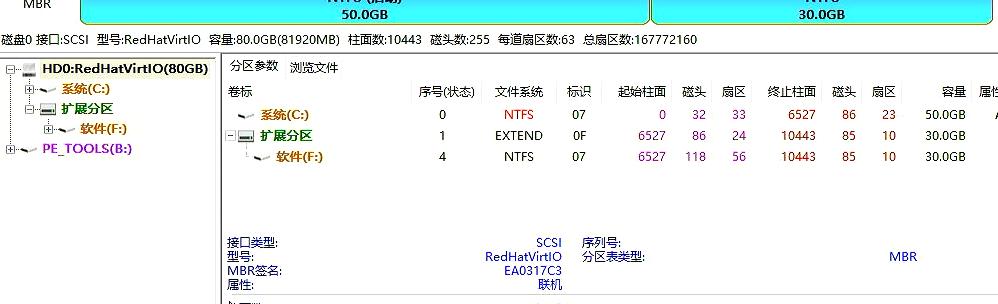 MBR
50.0GB
30.0GB
磁盘0 接口:SCSI 型号:RedHatVirtIO 容量:80.0GB(81920MB) 柱面数:10443 磁头数:255 每道扇区数:63 总扇区数:167772160
HD0:RedHatVirtIO(80GB)
系统(C:)
扩展分区
软件(F:)
PE_TOOLS(B:)
分区参数 浏览文件
卷标 序号(状态) 文件系统 标识 起始柱面 磁头 扇区 终止柱面 磁头 扇区 容量
系统(C:) 0 NTFS 07 0 32 33 6527 86 23 50.0GB
扩展分区 1 EXTEND 0F 6527 86 24 10443 85 10 30.0GB
软件(F:) 4 NTFS 07 6527 118 56 10443 85 10 30.0GB
接口类型: SCSI 序列号:
型号: RedHatVirtIO 分区表类型: MBR
MBR签名: EA0317C3
属性: 联机